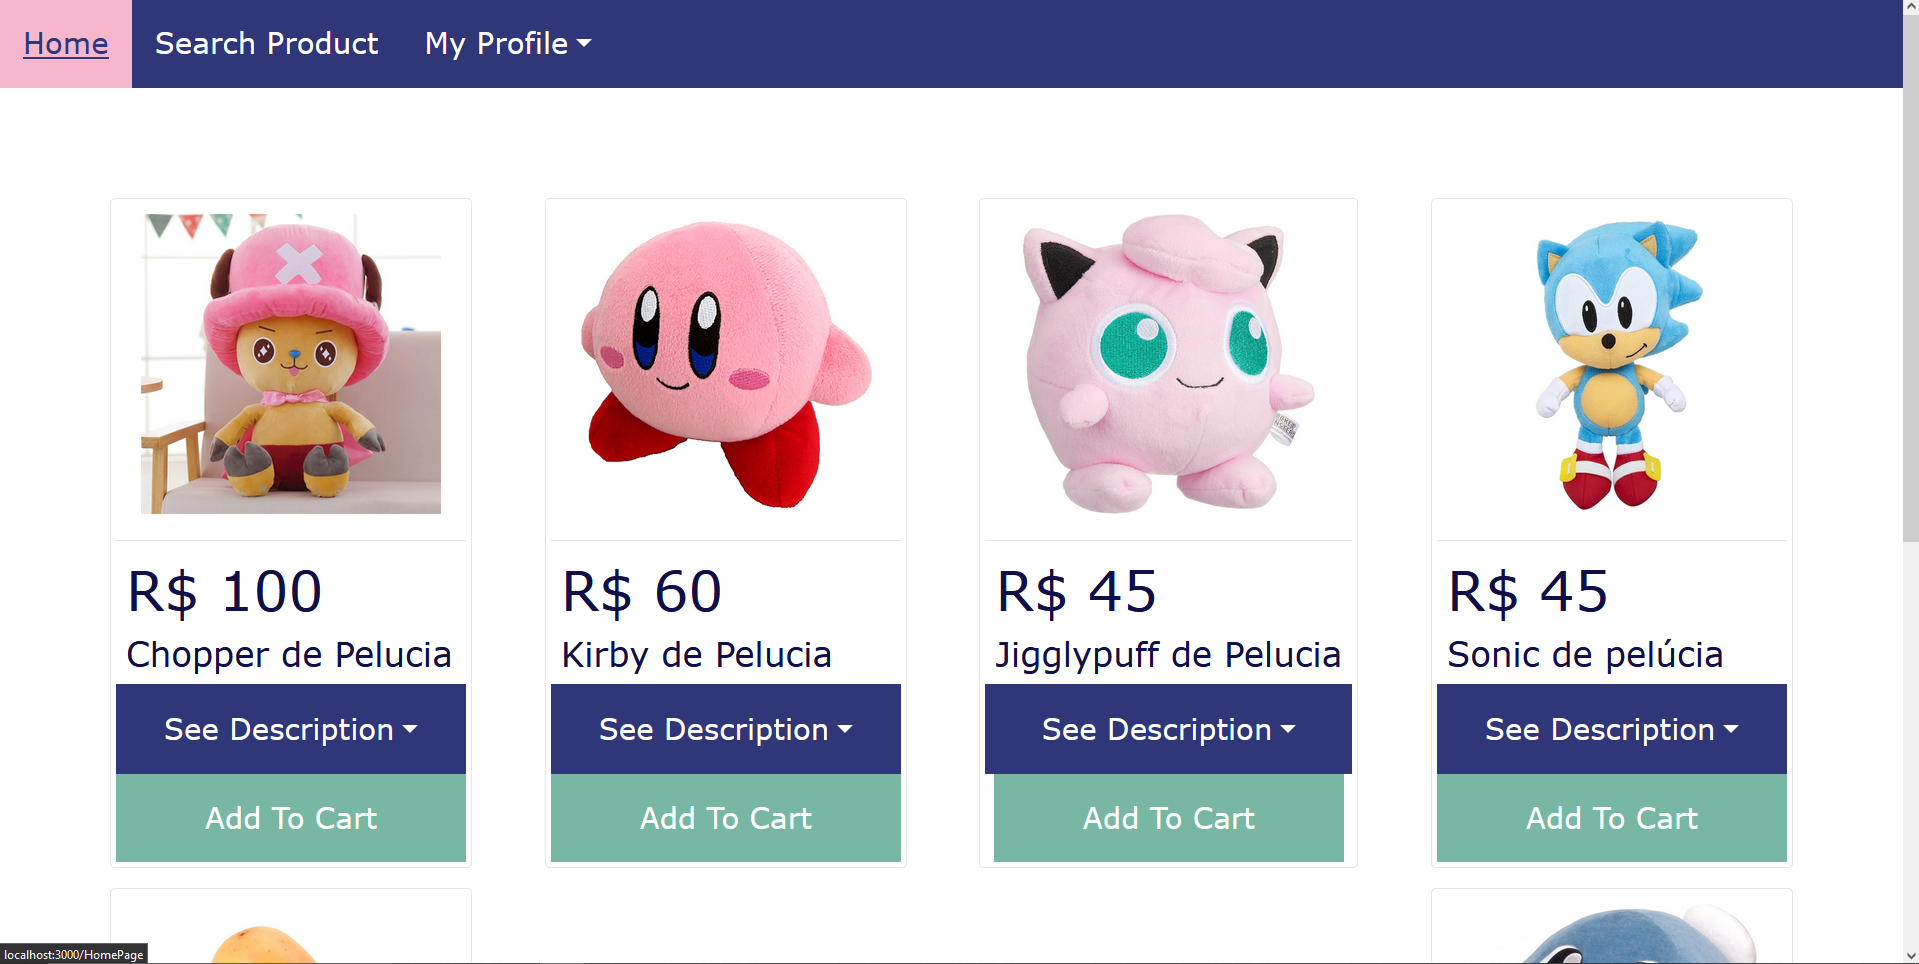 Home Search Product My Profile
R$ 100
Chopper de Pelucia
See Description
Add To Cart
R$ 60
Kirby de Pelucia
See Description
Add To Cart
R$ 45
Jigglypuff de Pelucia
See Description
Add To Cart
R$ 45
Sonic de pelúcia
See Description
Add To Cart
localhost:3000/HomePage